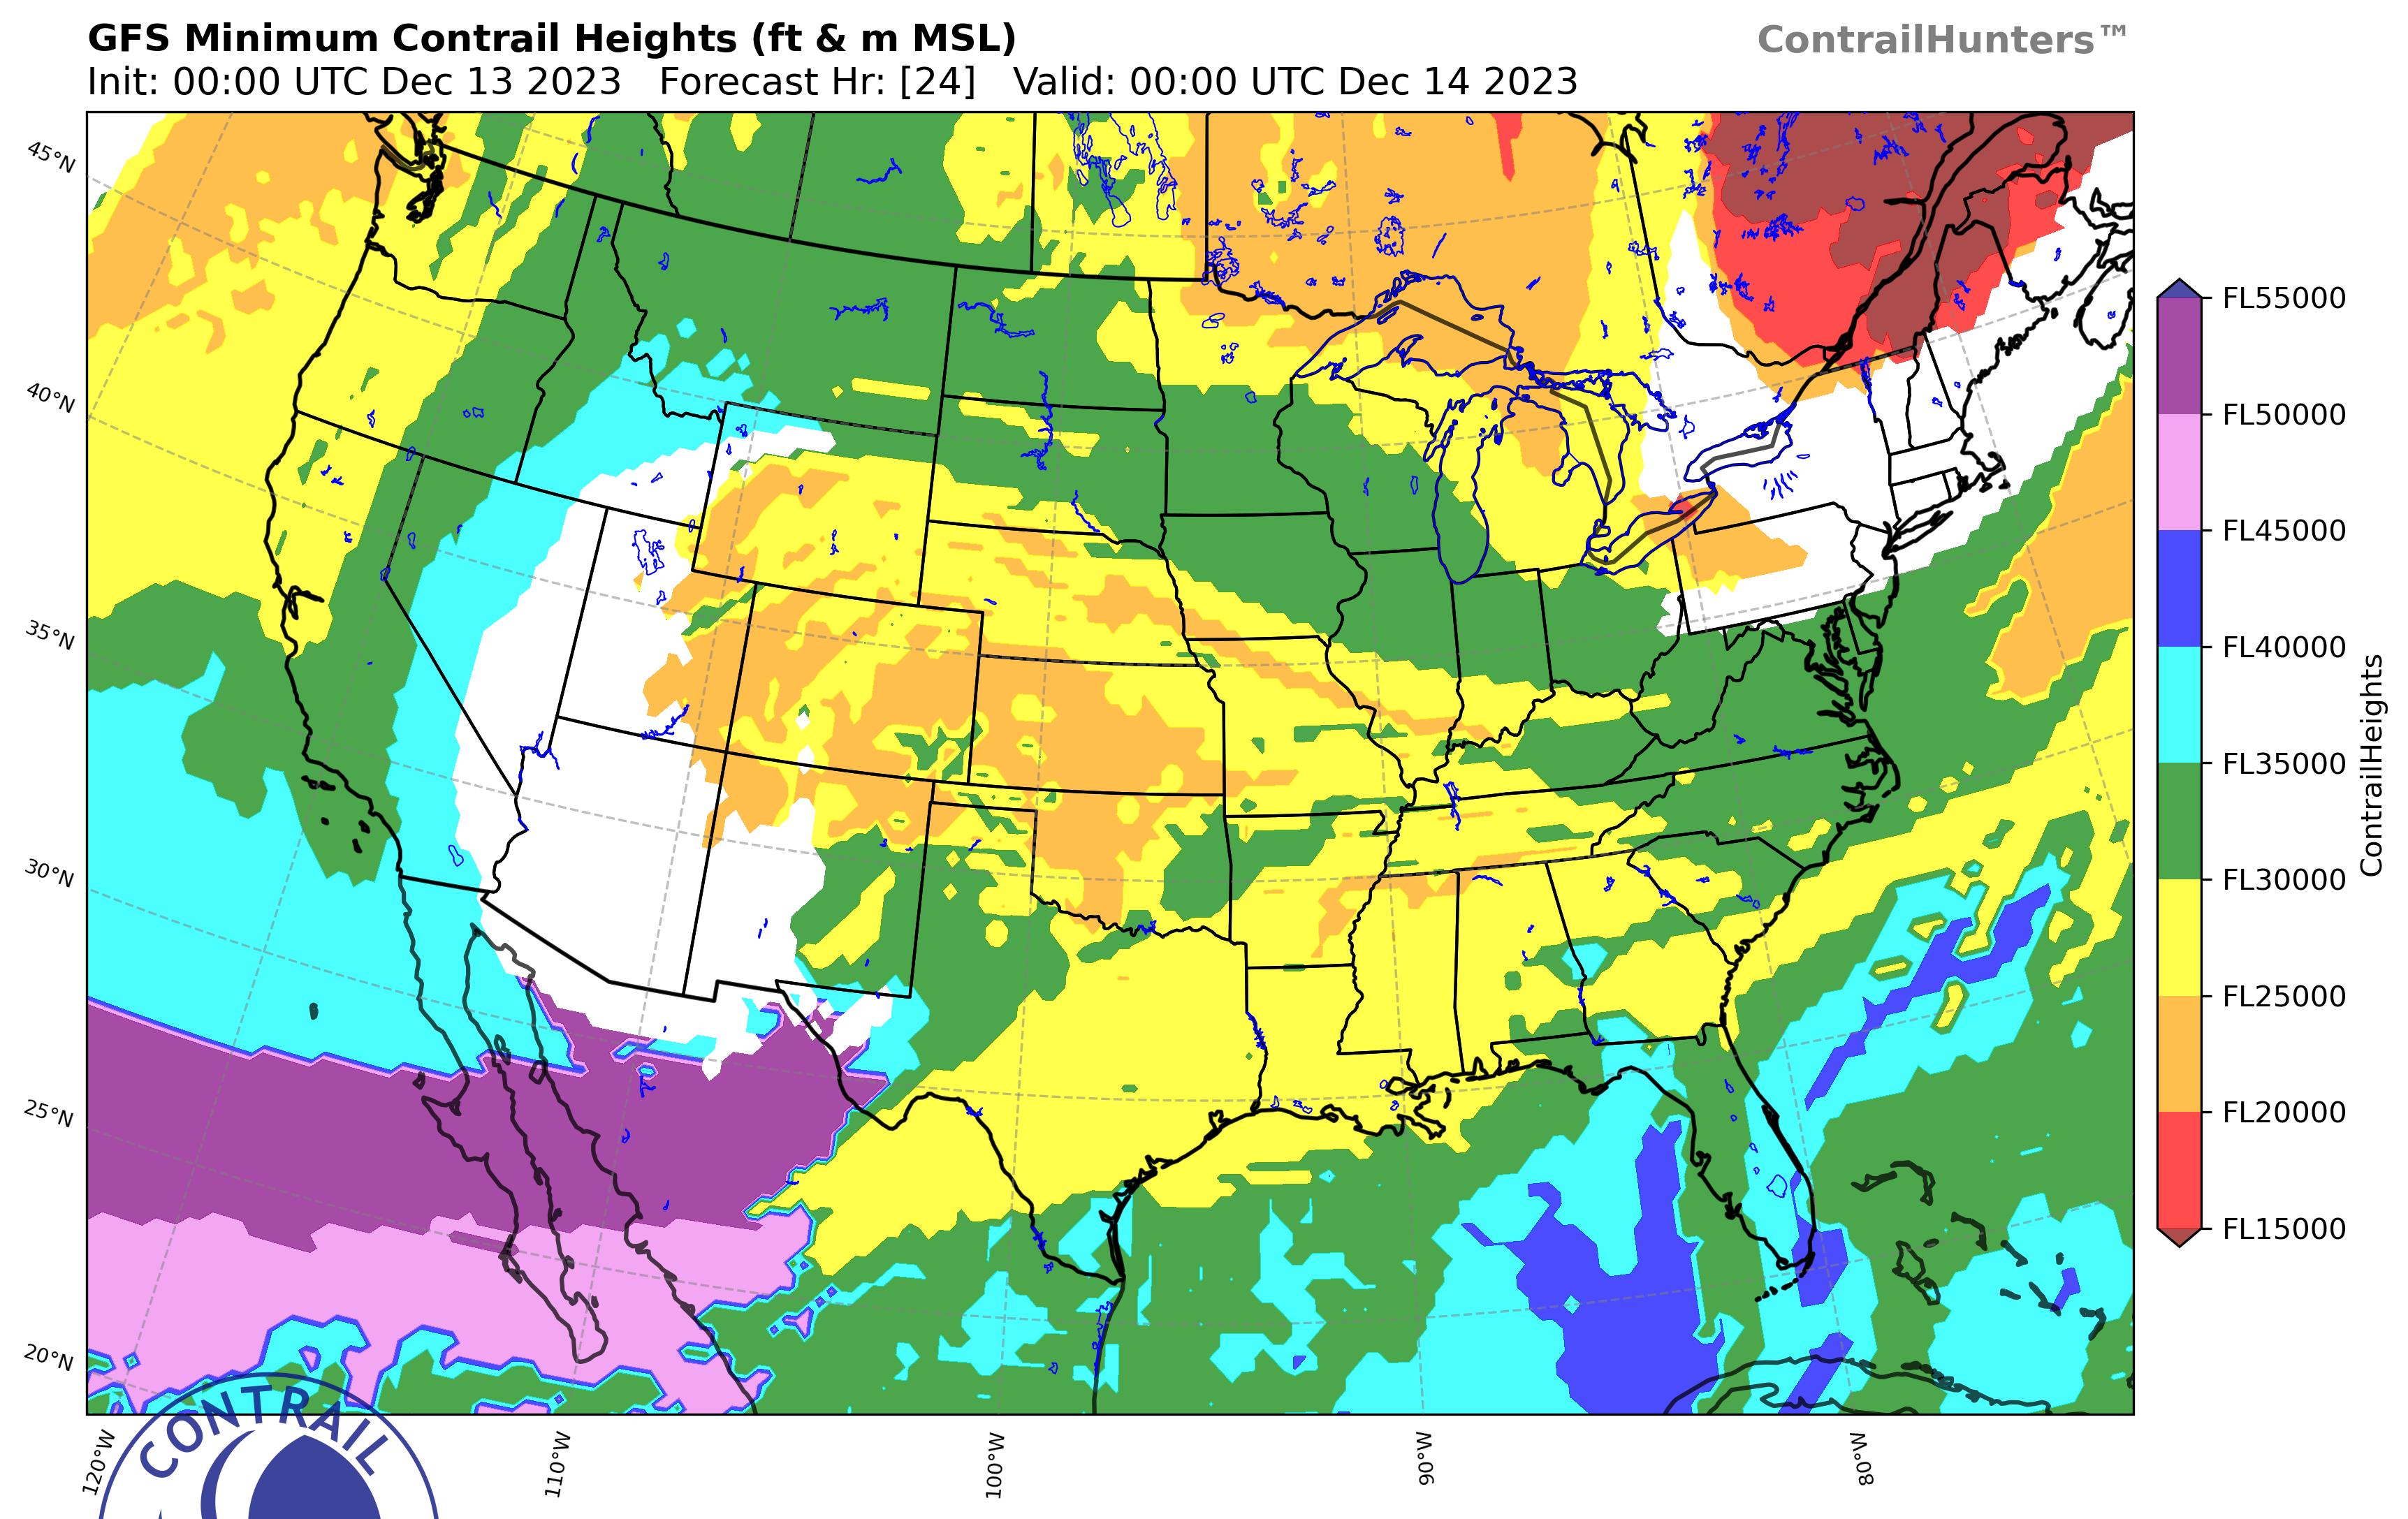 GFS Minimum Contrail Heights (ft & m MSL)
ContrailHunters™
Init: 00:00 UTC Dec 13 2023 Forecast Hr: [24] Valid: 00:00 UTC Dec 14 2023
45°N
40°N
35°N
30°N
25°N
20°N
120°W
110°W
100°W
90°W
80°W
FL55000
FL50000
FL45000
FL40000
FL35000
FL30000
FL25000
FL20000
FL15000
ContrailHeights
CONTRAIL